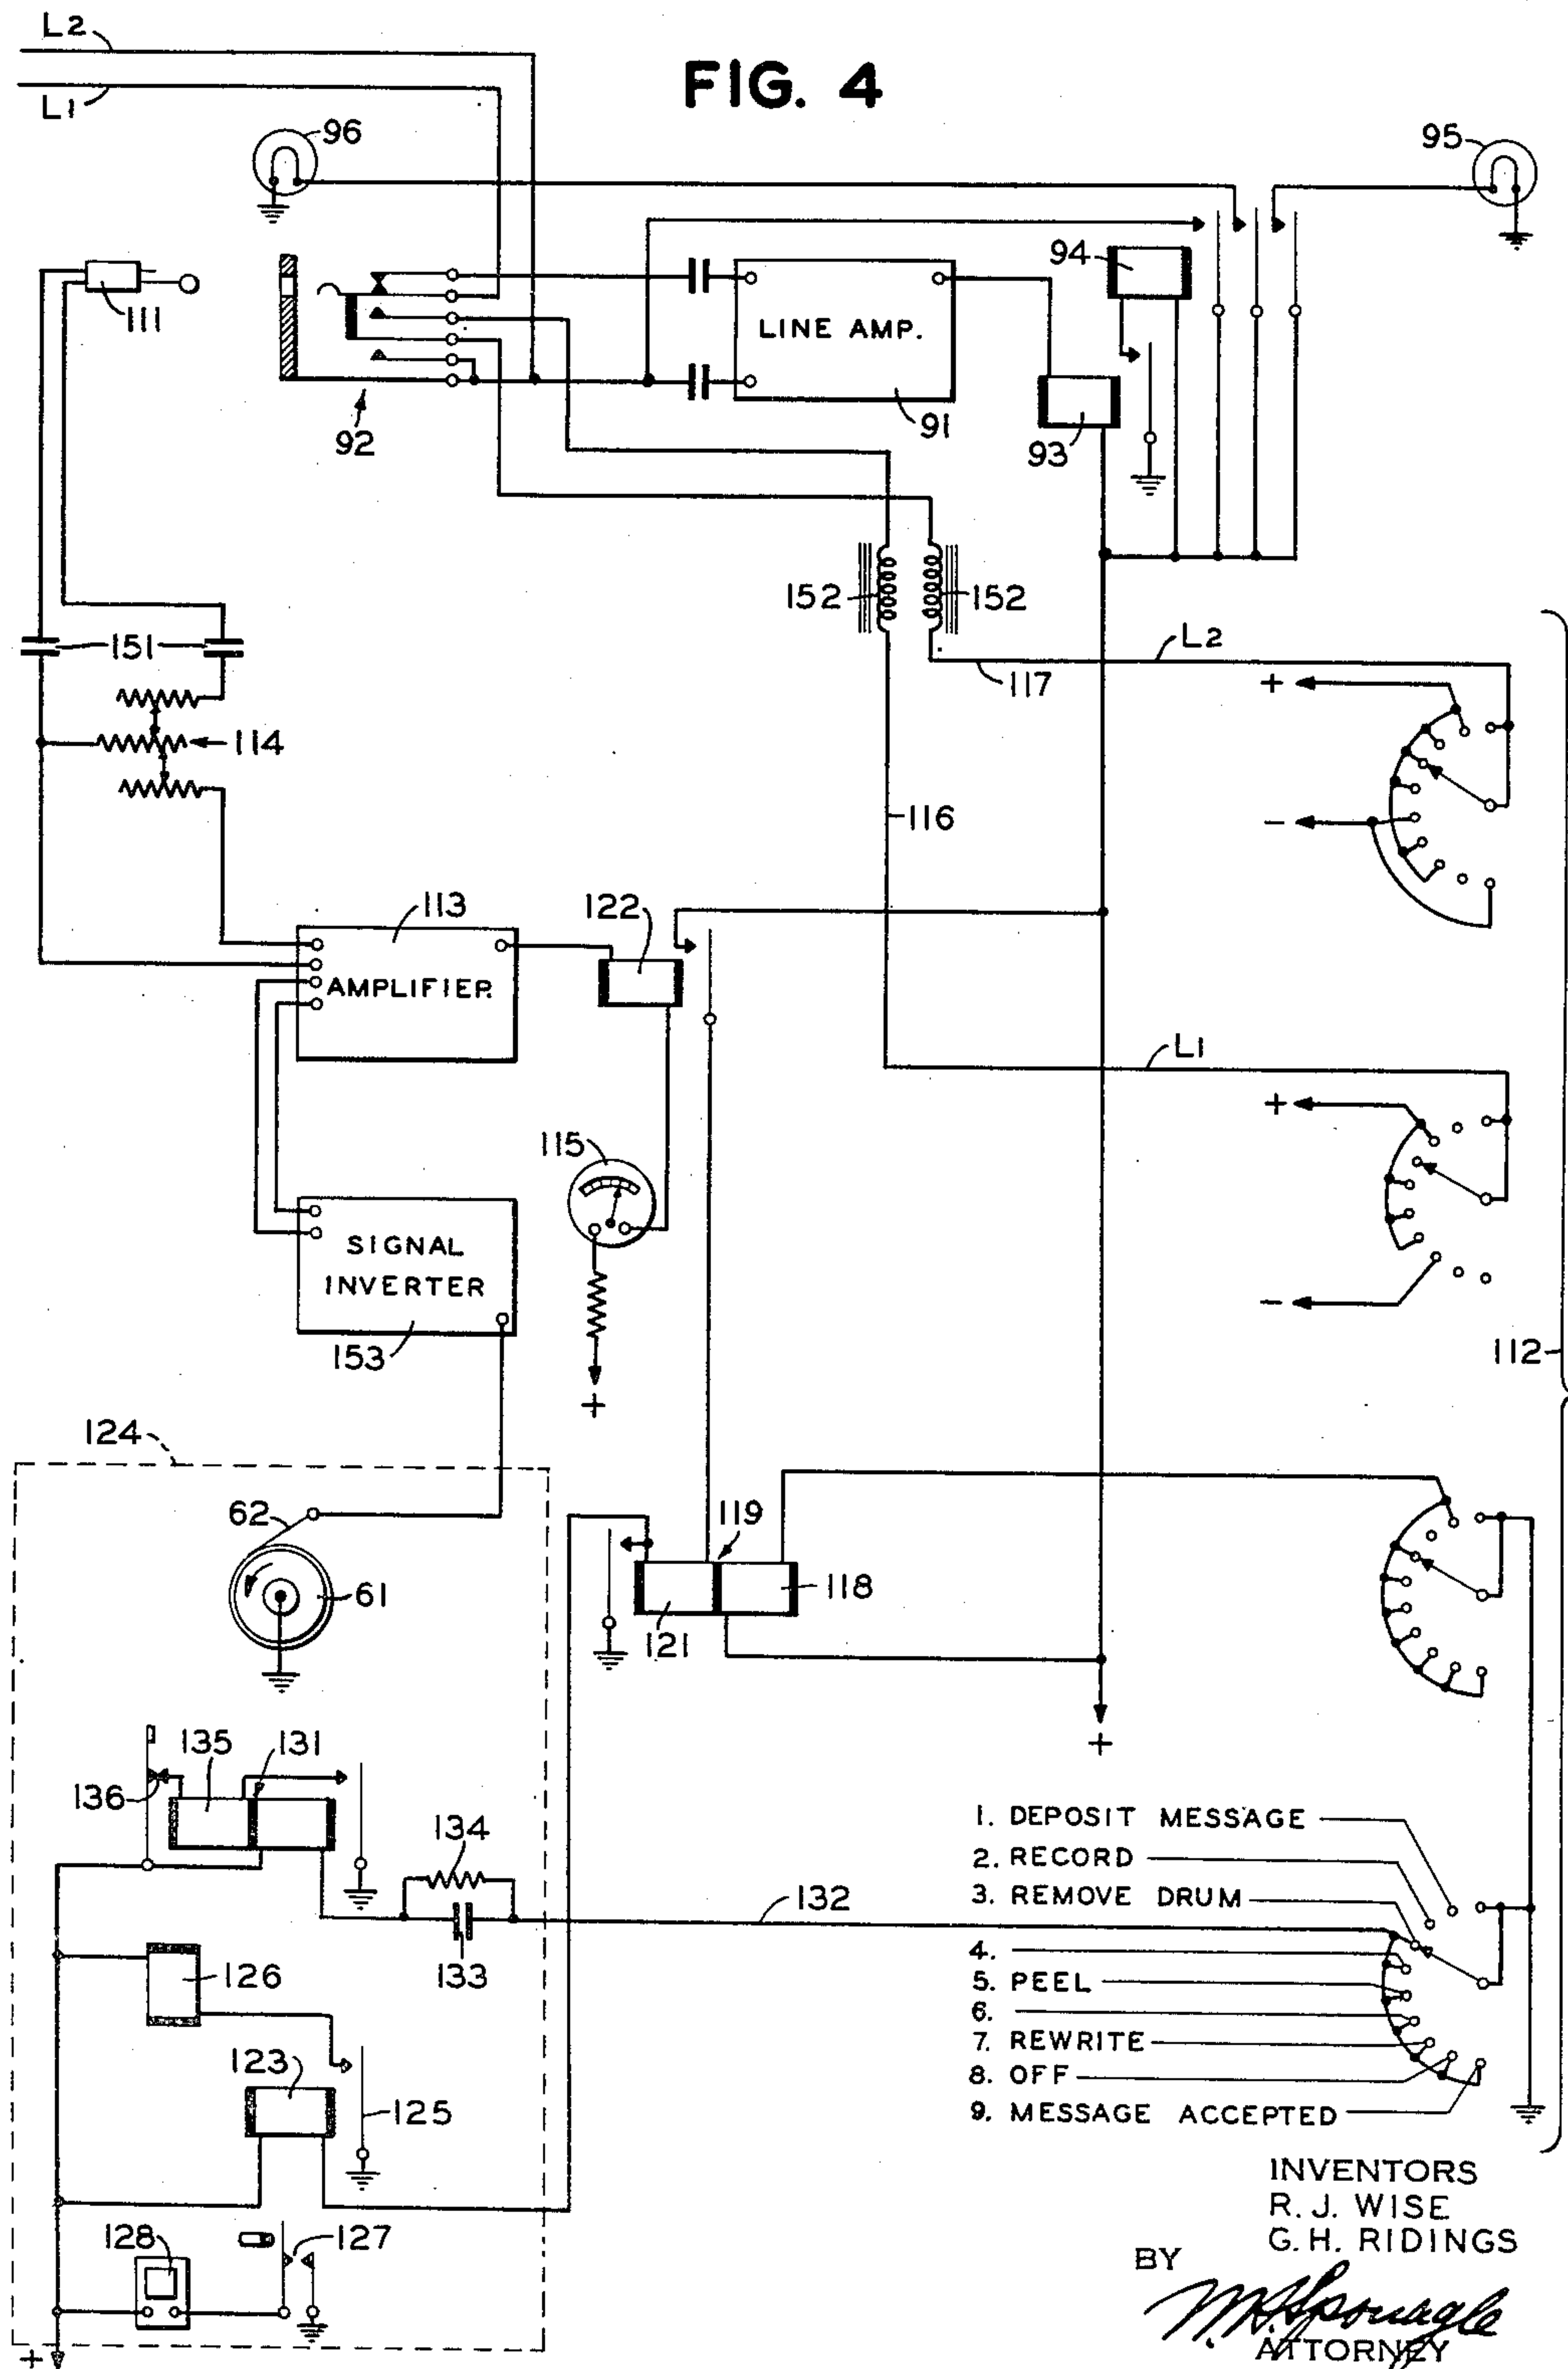 FIG. 4
L2
L1
96
95
94
111
LINE AMP.
92
91
93
152
152
151
L2
117
+
114
−
116
113
122
AMPLIFIER
L1
+
115
SIGNAL
INVERTER
−
153
112
+
124
62
119
61
118
121
+
135
131
136
134
1. DEPOSIT MESSAGE
2. RECORD
3. REMOVE DRUM
132
133
126
4.
5. PEEL
6.
7. REWRITE
8. OFF
9. MESSAGE ACCEPTED
123
125
128
127
+
INVENTORS
R. J. WISE
G. H. RIDINGS
BY
ATTORNEY